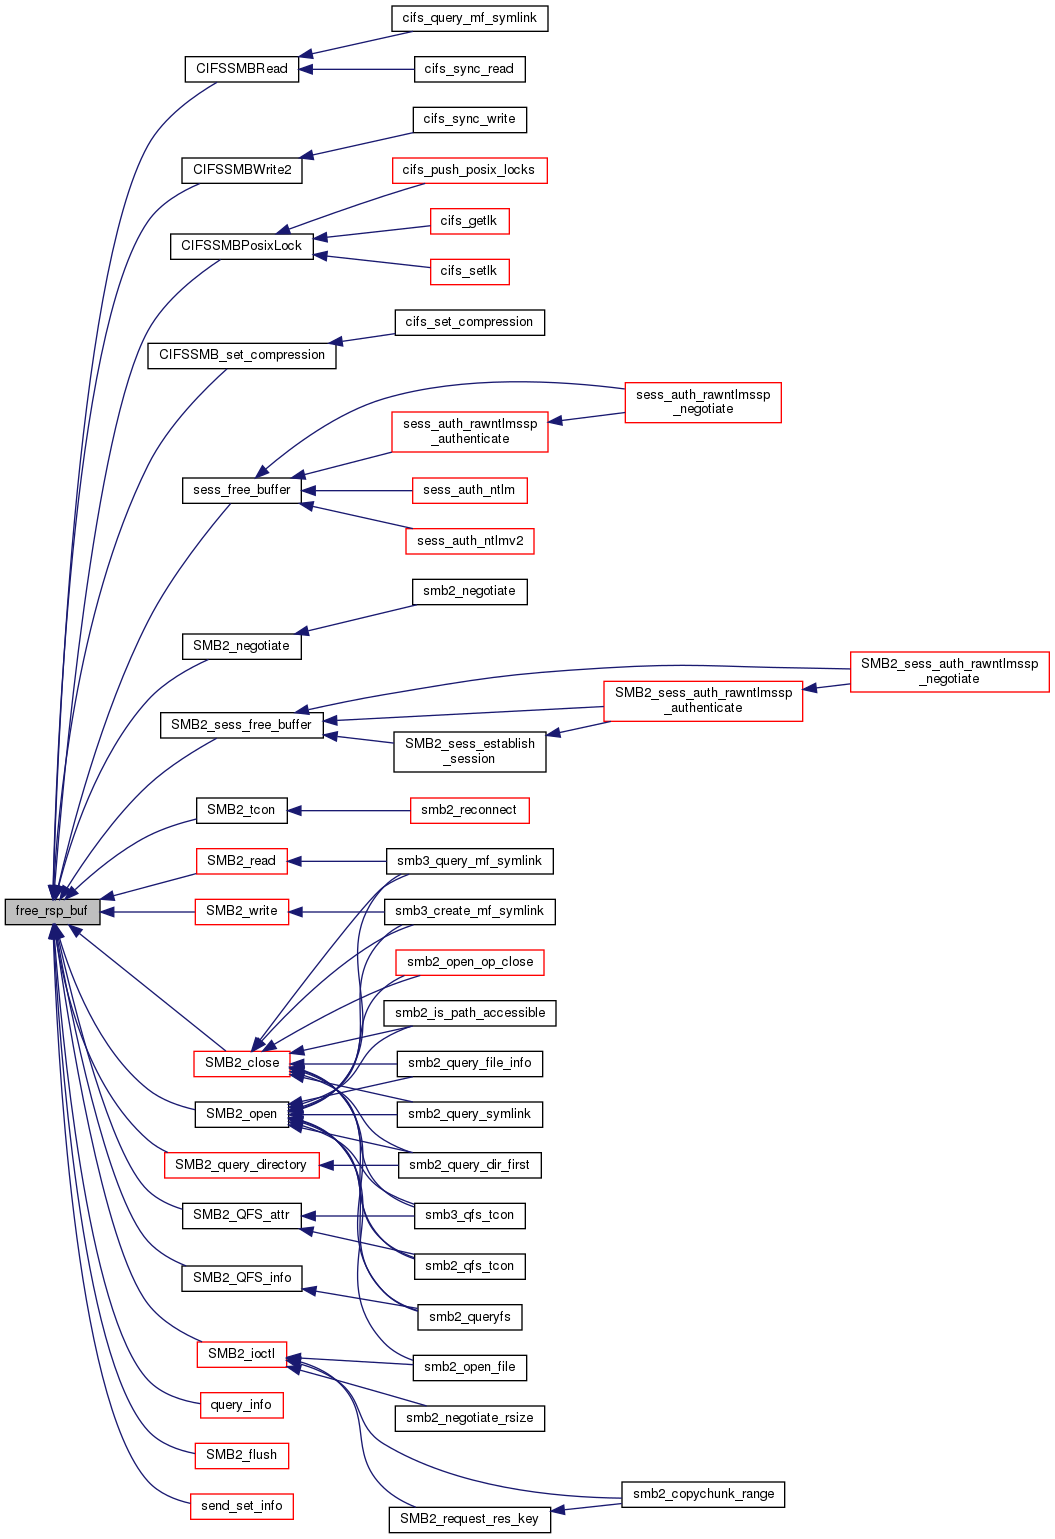 cifs_query_mf_symlink
CIFSSMBRead
cifs_sync_read
cifs_sync_write
CIFSSMBWrite2
cifs_push_posix_locks
cifs_getlk
CIFSSMBPosixLock
cifs_setlk
cifs_set_compression
CIFSSMB_set_compression
sess_auth_rawntlmssp
_negotiate
sess_auth_rawntlmssp
_authenticate
sess_free_buffer
sess_auth_ntlm
sess_auth_ntlmv2
smb2_negotiate
SMB2_negotiate
SMB2_sess_auth_rawntlmssp
_negotiate
SMB2_sess_auth_rawntlmssp
_authenticate
SMB2_sess_free_buffer
SMB2_sess_establish
_session
SMB2_tcon
smb2_reconnect
SMB2_read
smb3_query_mf_symlink
free_rsp_buf
SMB2_write
smb3_create_mf_symlink
smb2_open_op_close
smb2_is_path_accessible
SMB2_close
smb2_query_file_info
SMB2_open
smb2_query_symlink
SMB2_query_directory
smb2_query_dir_first
SMB2_QFS_attr
smb3_qfs_tcon
smb2_qfs_tcon
SMB2_QFS_info
smb2_queryfs
SMB2_ioctl
smb2_open_file
query_info
smb2_negotiate_rsize
SMB2_flush
smb2_copychunk_range
send_set_info
SMB2_request_res_key